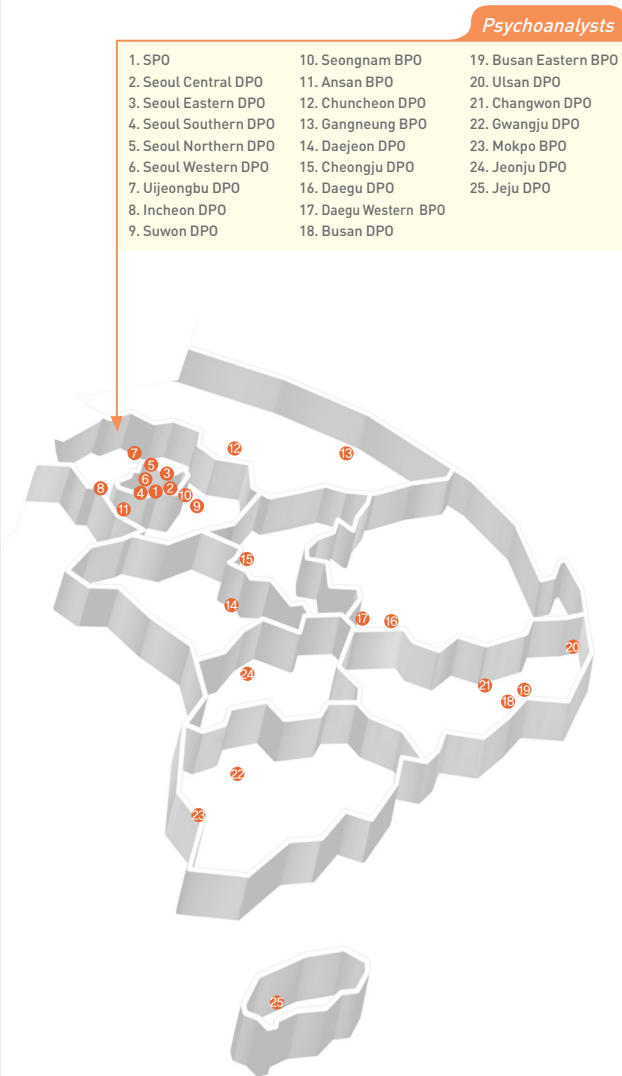 Psychoanalysts
1. SPO
2. Seoul Central DPO
3. Seoul Eastern DPO
4. Seoul Southern DPO
5. Seoul Northern DPO
6. Seoul Western DPO
7. Uijeongbu DPO
8. Incheon DPO
9. Suwon DPO
10. Seongnam BPO
11. Ansan BPO
12. Chuncheon DPO
13. Gangneung BPO
14. Daejeon DPO
15. Cheongju DPO
16. Daegu DPO
17. Daegu Western BPO
18. Busan DPO
19. Busan Eastern BPO
20. Ulsan DPO
21. Changwon DPO
22. Gwangju DPO
23. Mokpo BPO
24. Jeonju DPO
25. Jeju DPO
12
13
7
5
3
6
8
4
1
2
10
9
11
15
14
17
16
20
24
21
19
18
22
23
25